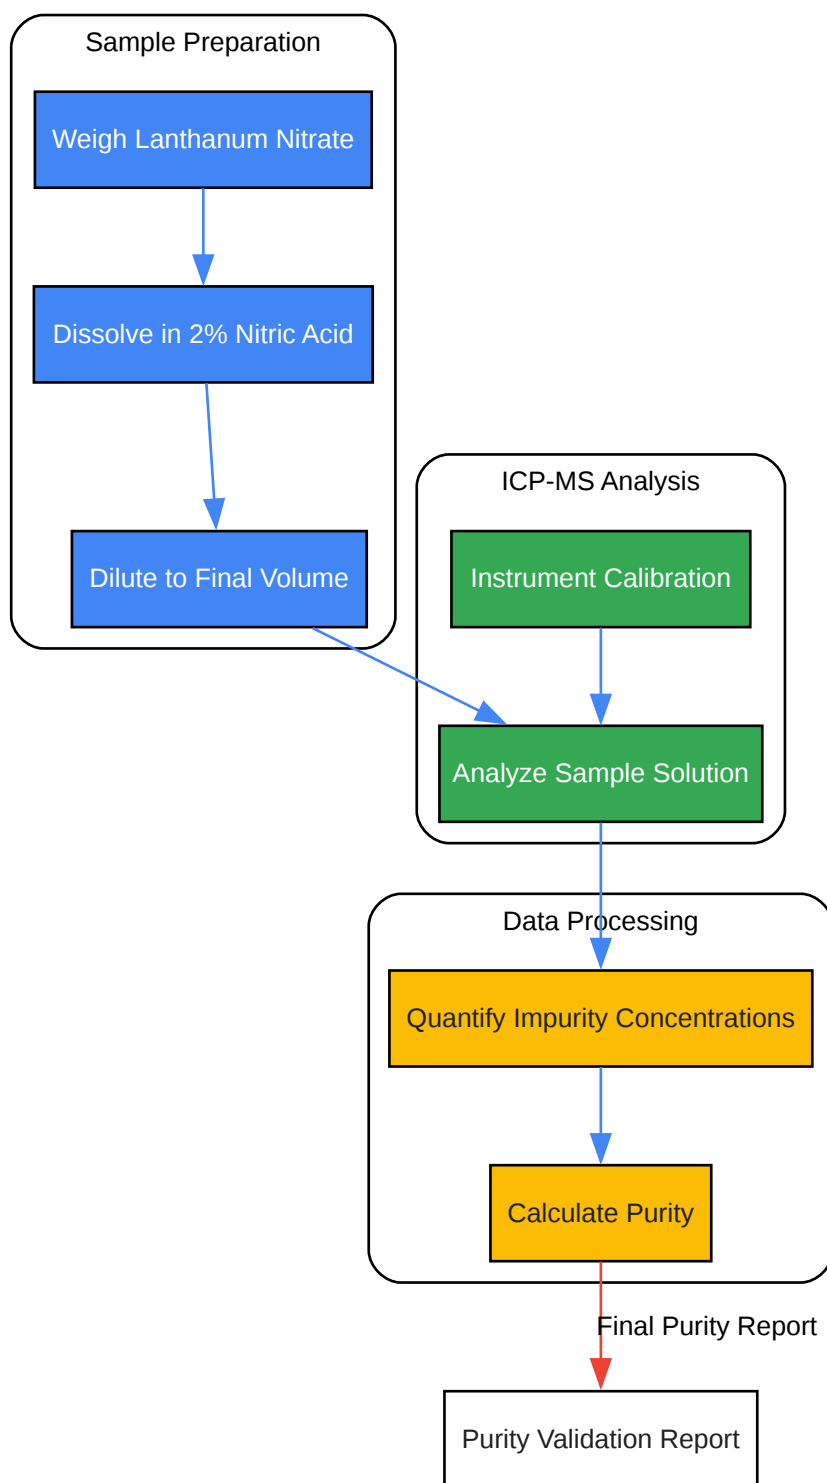 Sample Preparation
Weigh Lanthanum Nitrate
Dissolve in 2% Nitric Acid
Dilute to Final Volume
ICP-MS Analysis
Instrument Calibration
Analyze Sample Solution
Data Processing
Quantify Impurity Concentrations
Calculate Purity
Final Purity Report
Purity Validation Report